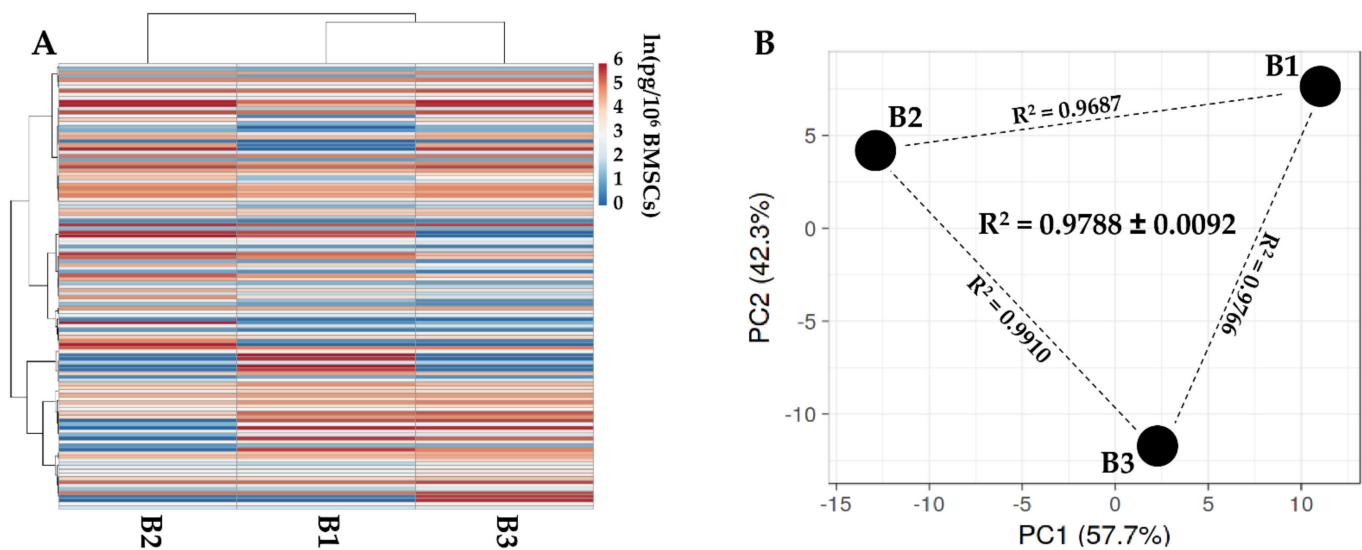 A
6
5
4
3
2
1
0
ln(pg/10⁶ BMSCs)
B2
B1
B3
B
B1
B2
R² = 0.9687
R² = 0.9788 ± 0.0092
R² = 0.9910
R² = 0.9766
B3
5
0
-5
-10
PC2 (42.3%)
-15
-10
-5
0
5
10
PC1 (57.7%)